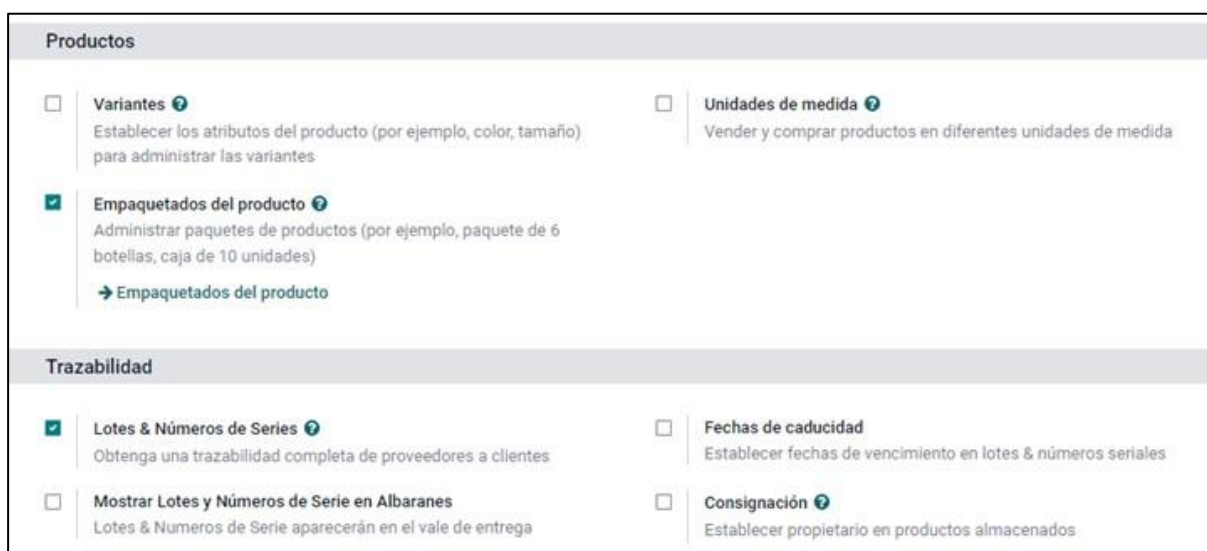 Productos
Variantes
Establecer los atributos del producto (por ejemplo, color, tamaño)
para administrar las variantes
Unidades de medida
Vender y comprar productos en diferentes unidades de medida
Empaquetados del producto
Administrar paquetes de productos (por ejemplo, paquete de 6
botellas, caja de 10 unidades)
Empaquetados del producto
Trazabilidad
Lotes & Números de Series
Obtenga una trazabilidad completa de proveedores a clientes
Fechas de caducidad
Establecer fechas de vencimiento en lotes & números seriales
Mostrar Lotes y Números de Serie en Albaranes
Lotes & Numeros de Serie aparecerán en el vale de entrega
Consignación
Establecer propietario en productos almacenados